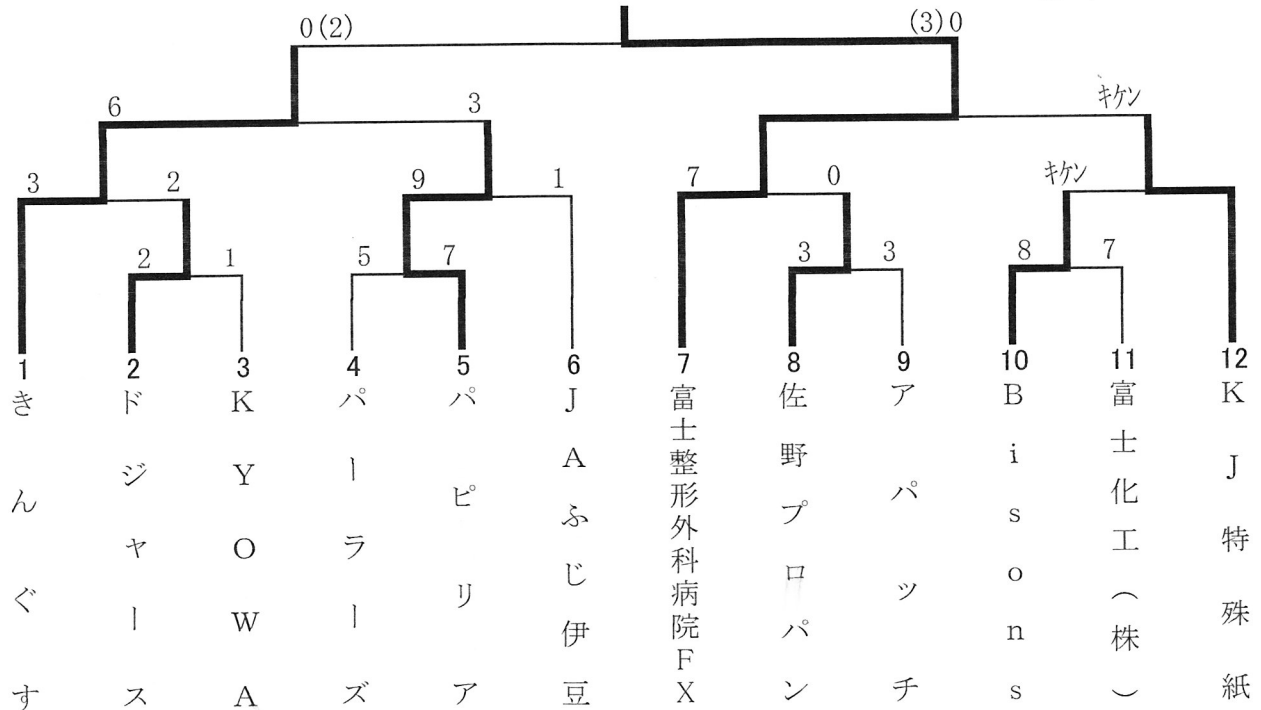 0(2)
(3)0
6
3
キケン
3
2
9
1
7
0
キケン
2
1
5
7
3
3
8
7
1
2
3
4
5
6
7
8
9
10
11
12
きんぐす
ドジャース
KYOWA
パーラーズ
パピリア
JAふじ伊豆
富士整形外科病院FX
佐野プロパン
アパッチ
Bisons
富士化工(株)
KJ特殊紙